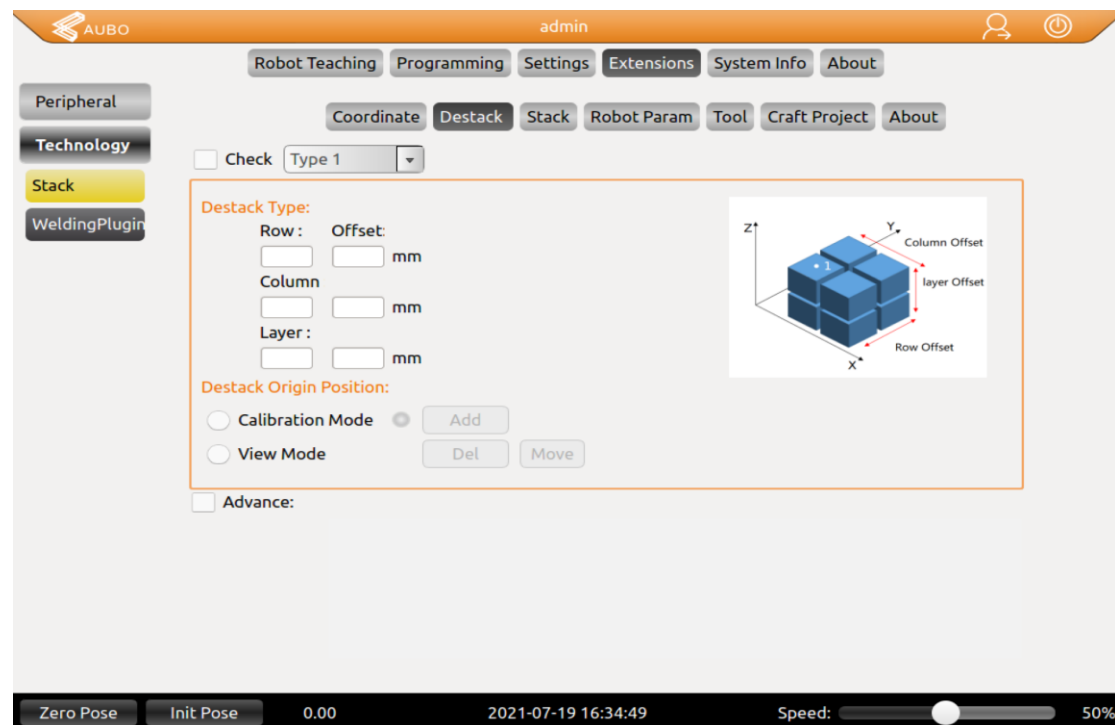 AUBO admin
Robot Teaching Programming Settings Extensions System Info About
Peripheral
Coordinate Destack Stack Robot Param Tool Craft Project About
Technology
Check Type 1
Stack
WeldingPlugin
Destack Type:
Row : Offset:
mm
Column
mm
Layer :
mm
Z Y
Column Offset
1
layer Offset
Row Offset
X
Destack Origin Position:
Calibration Mode Add
View Mode Del Move
Advance:
Zero Pose Init Pose 0.00 2021-07-19 16:34:49 Speed: 50%